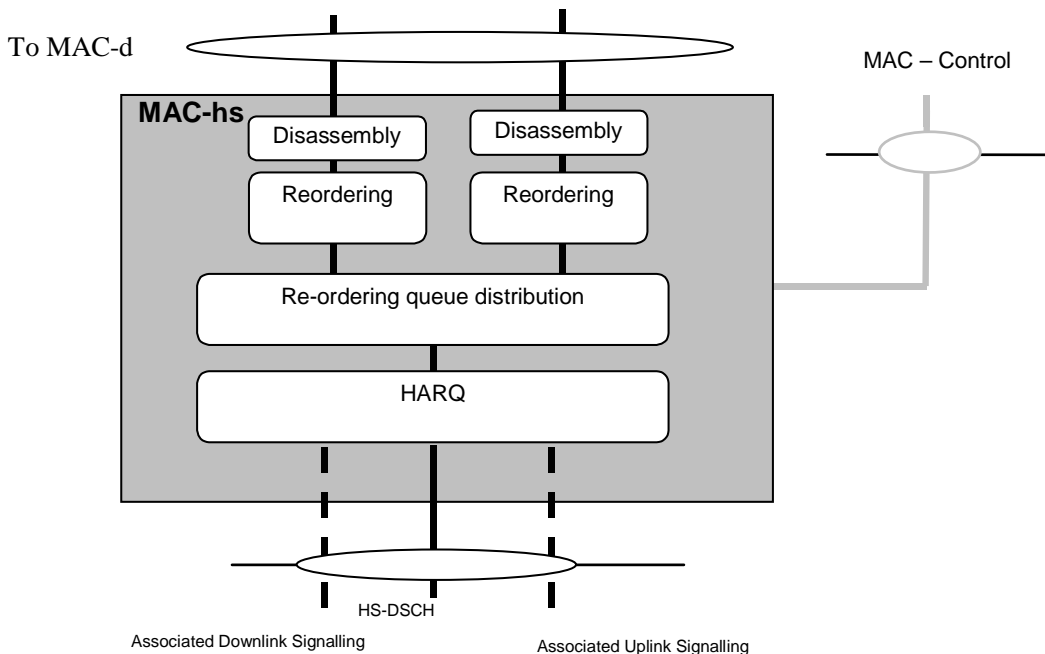 To MAC-d
MAC – Control
MAC-hs
Disassembly
Disassembly
Reordering
Reordering
Re-ordering queue distribution
HARQ
HS-DSCH
Associated Downlink Signalling
Associated Uplink Signalling